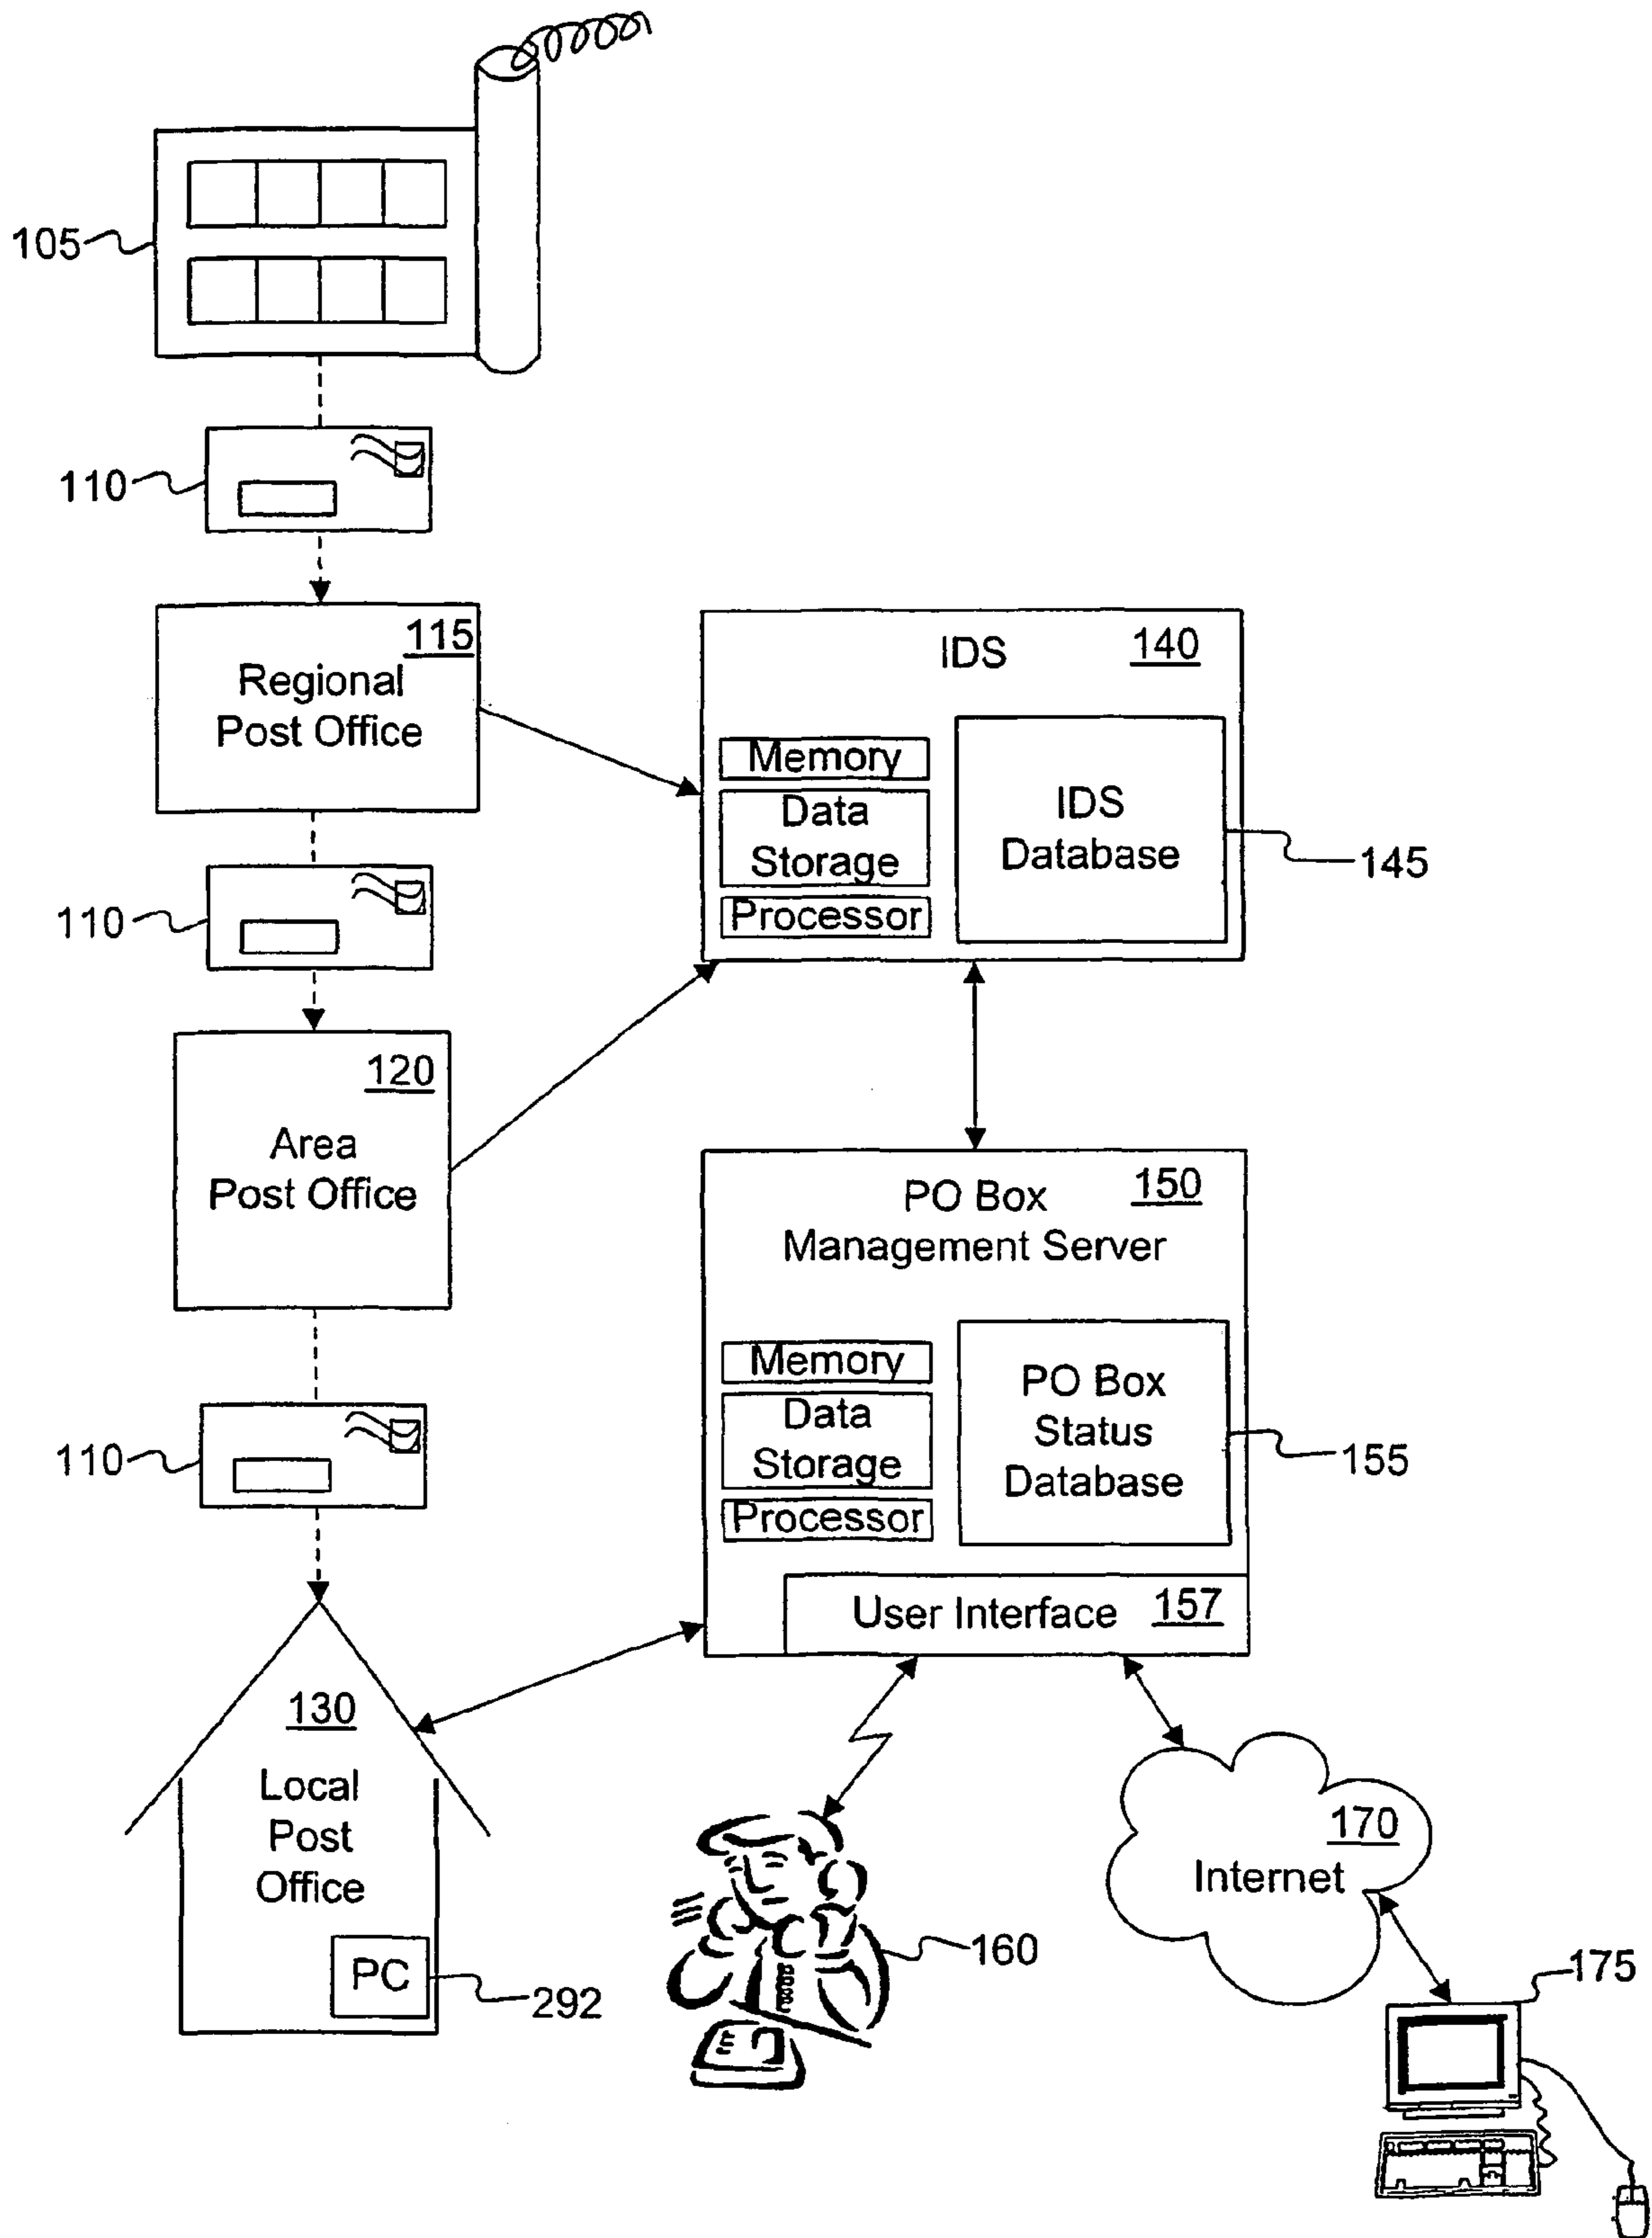 105
110
115
Regional
Post Office
110
120
Area
Post Office
110
130
Local
Post
Office
PC
292
IDS 140
Memory
Data
Storage
Processor
IDS
Database
145
PO Box 150
Management Server
Memory
Data
Storage
Processor
PO Box
Status
Database
155
User Interface 157
160
170
Internet
175